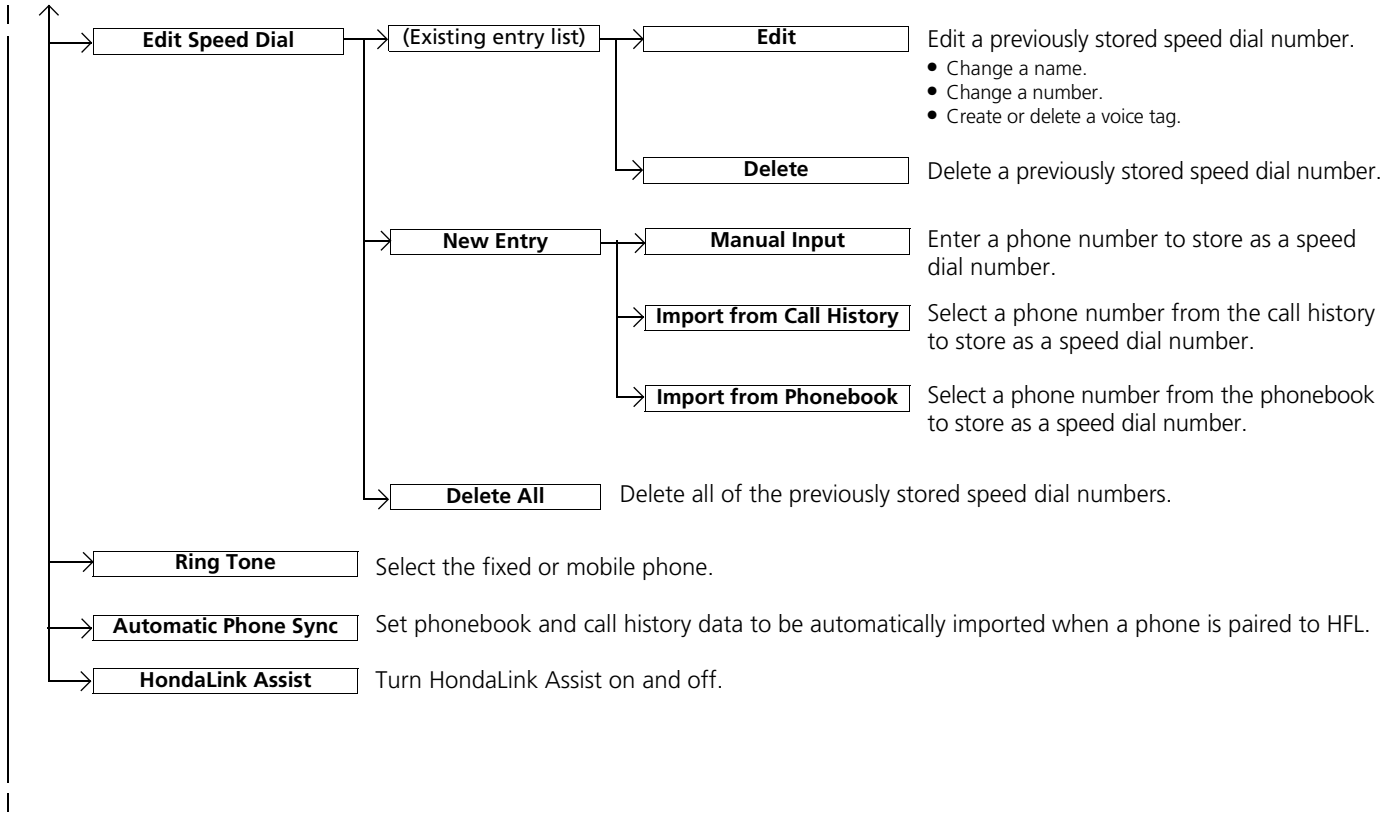 Edit Speed Dial
(Existing entry list)
Edit
Edit a previously stored speed dial number.
● Change a name.
● Change a number.
● Create or delete a voice tag.
Delete
Delete a previously stored speed dial number.
New Entry
Manual Input
Enter a phone number to store as a speed
dial number.
Import from Call History
Select a phone number from the call history
to store as a speed dial number.
Import from Phonebook
Select a phone number from the phonebook
to store as a speed dial number.
Delete All
Delete all of the previously stored speed dial numbers.
Ring Tone
Select the fixed or mobile phone.
Automatic Phone Sync
Set phonebook and call history data to be automatically imported when a phone is paired to HFL.
HondaLink Assist
Turn HondaLink Assist on and off.